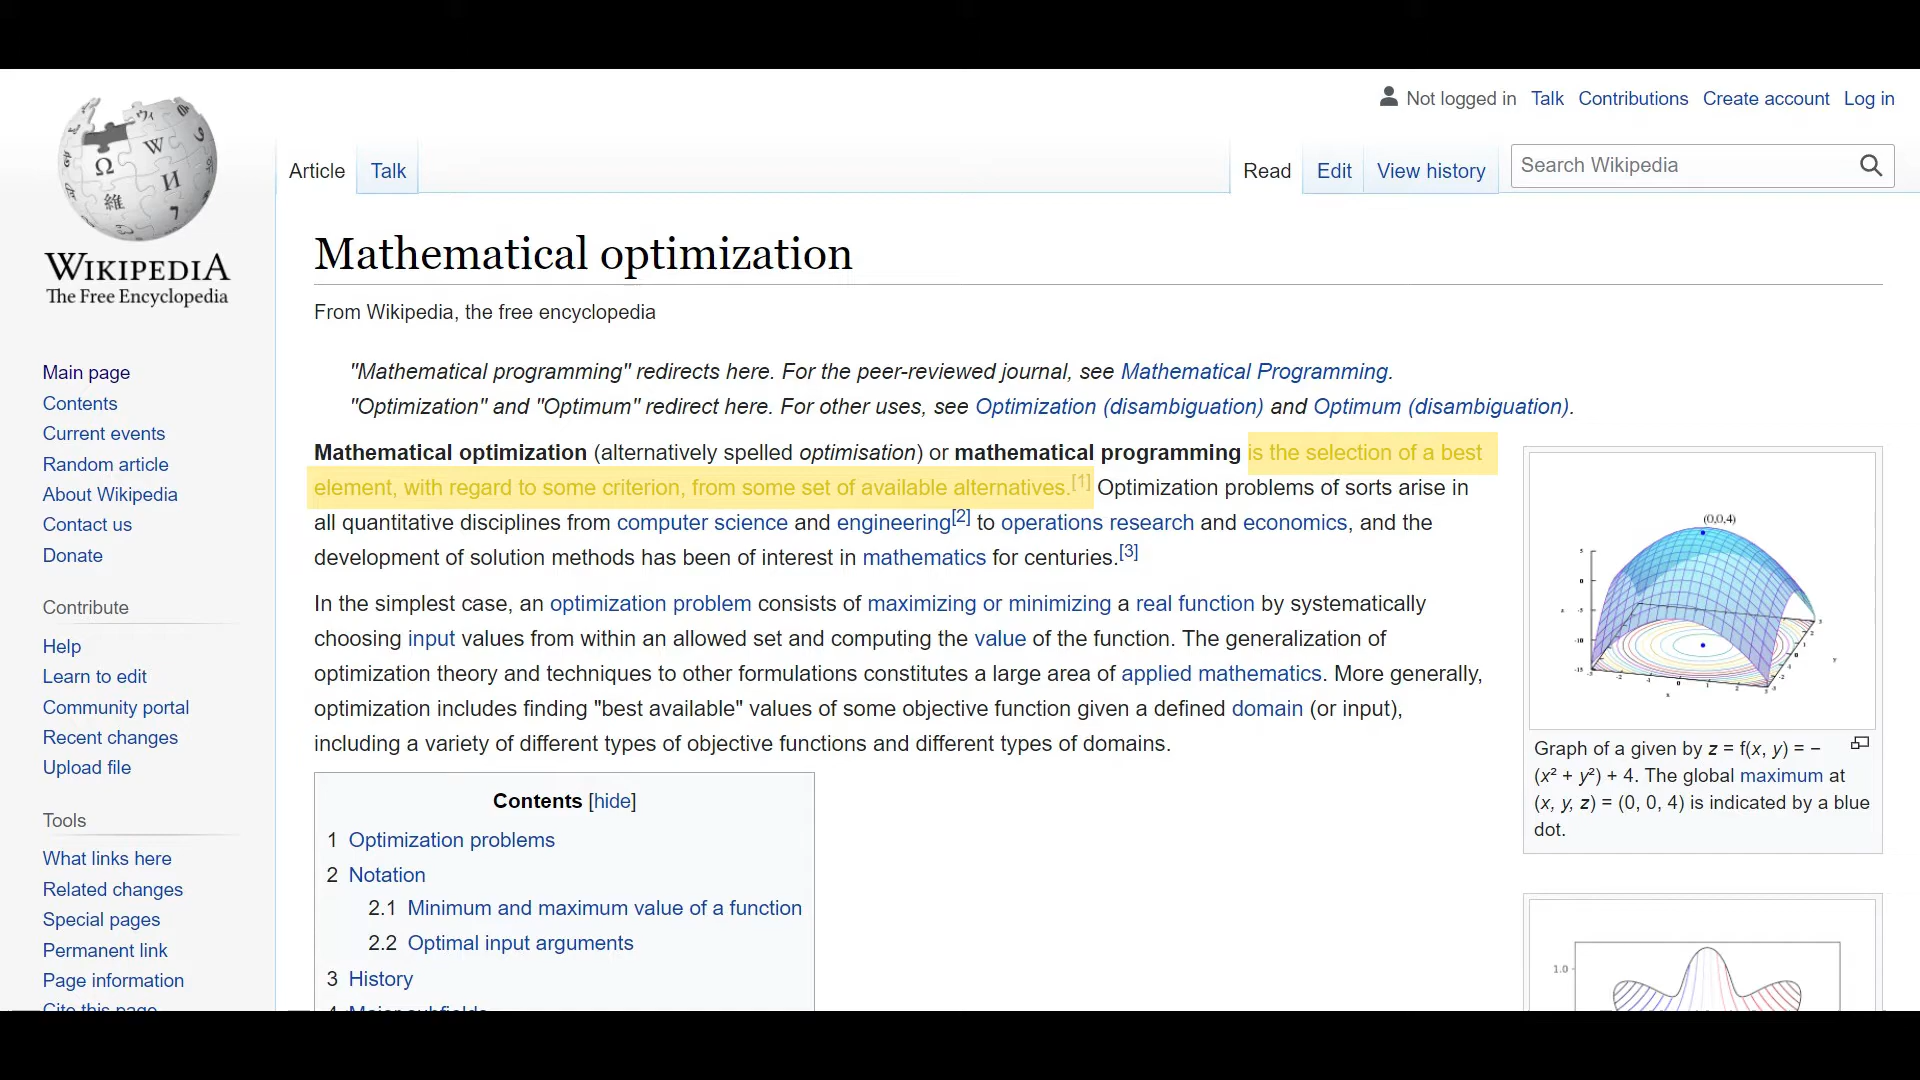 Not logged in Talk Contributions Create account Log in
Article Talk Read Edit View history Search Wikipedia
WIKIPEDIA
The Free Encyclopedia
Main page
Contents
Current events
Random article
About Wikipedia
Contact us
Donate
Contribute
Help
Learn to edit
Community portal
Recent changes
Upload file
Tools
What links here
Related changes
Special pages
Permanent link
Page information
Cite this page
Mathematical optimization
From Wikipedia, the free encyclopedia
"Mathematical programming" redirects here. For the peer-reviewed journal, see Mathematical Programming.
"Optimization" and "Optimum" redirect here. For other uses, see Optimization (disambiguation) and Optimum (disambiguation).
Mathematical optimization (alternatively spelled optimisation) or mathematical programming is the selection of a best
element, with regard to some criterion, from some set of available alternatives.[1] Optimization problems of sorts arise in
all quantitative disciplines from computer science and engineering[2] to operations research and economics, and the
development of solution methods has been of interest in mathematics for centuries.[3]
In the simplest case, an optimization problem consists of maximizing or minimizing a real function by systematically
choosing input values from within an allowed set and computing the value of the function. The generalization of
optimization theory and techniques to other formulations constitutes a large area of applied mathematics. More generally,
optimization includes finding "best available" values of some objective function given a defined domain (or input),
including a variety of different types of objective functions and different types of domains.
Contents [hide]
1 Optimization problems
2 Notation
2.1 Minimum and maximum value of a function
2.2 Optimal input arguments
3 History
4 Major subfields
(0,0,4)
Graph of a given by z = f(x, y) = −
(x² + y²) + 4. The global maximum at
(x, y, z) = (0, 0, 4) is indicated by a blue
dot.
1.0